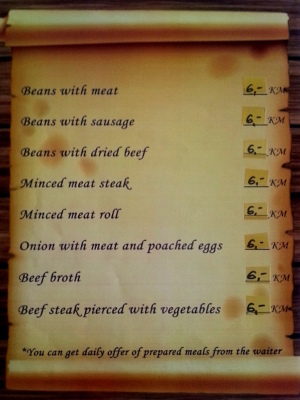 Beans with meat 6,- KM
Beans with sausage 6,- KM
Beans with dried beef 6,- KM
Minced meat steak 6,- KM
Minced meat roll 6,- KM
Onion with meat and poached eggs 6,- KM
Beef broth 6,- KM
Beef steak pierced with vegetables 6,- KM
*You can get daily offer of prepared meals from the waiter